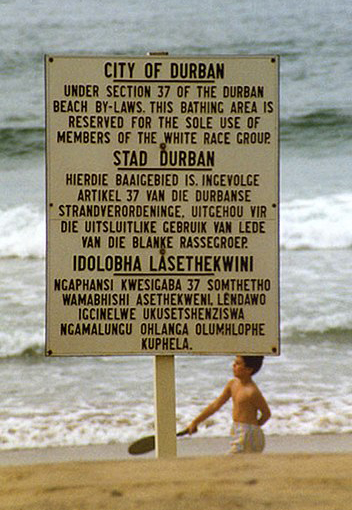 CITY OF DURBAN
UNDER SECTION 37 OF THE DURBAN
BEACH BY-LAWS. THIS BATHING AREA IS
RESERVED FOR THE SOLE USE OF
MEMBERS OF THE WHITE RACE GROUP.
STAD DURBAN
HIERDIE BAAIGEBIED IS. INGEVOLGE
ARTIKEL 37 VAN DIE DURBANSE
STRANDVERORDENINGE, UITGEHOU VIR
DIE UITSLUITLIKE GEBRUIK VAN LEDE
VAN DIE BLANKE RASSEGROEP.
IDOLOBHA LASETHEKWINI
NGAPHANSI KWESIGABA 37 SOMTHETHO
WAMABHISHI ASETHEKWENI, LENDAWO
IGCINELWE UKUSETSHENZISWA
NGAMALUNGU OHLANGA OLUMHLOPHE
KUPHELA.